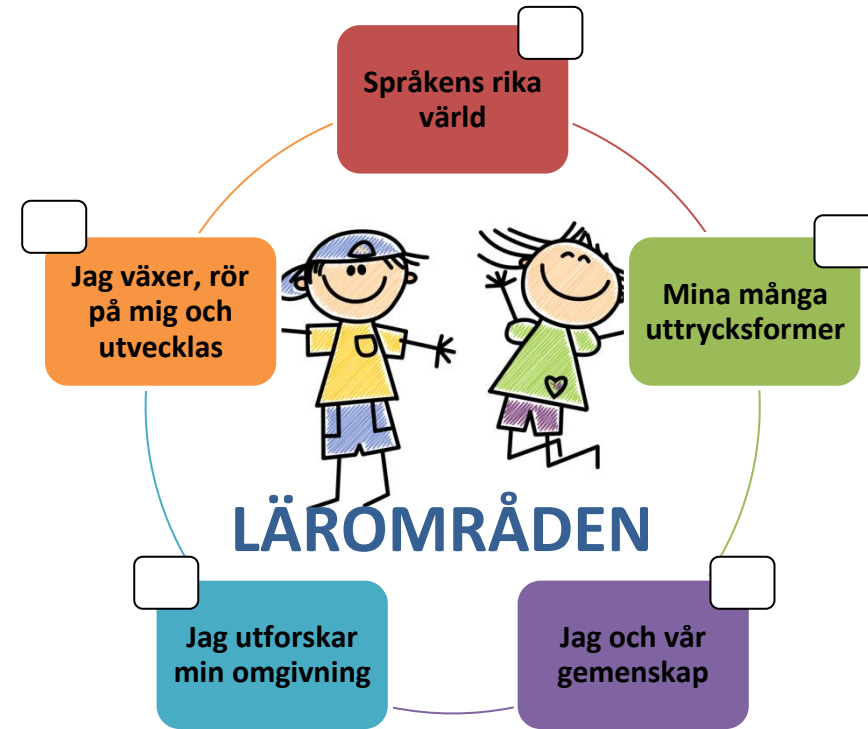 Språkens rika
värld
Jag växer, rör
på mig och
utvecklas
Mina många
uttrycksformer
LÄROMRÅDEN
Jag utforskar
min omgivning
Jag och vår
gemenskap